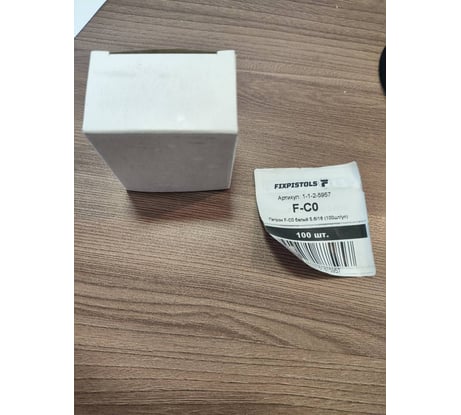 FIXPISTOLS
Артикул: 1-1-2-5957
F-C0
Патрон F-C0 белый 5.6/16 (100шт/уп)
100 шт.